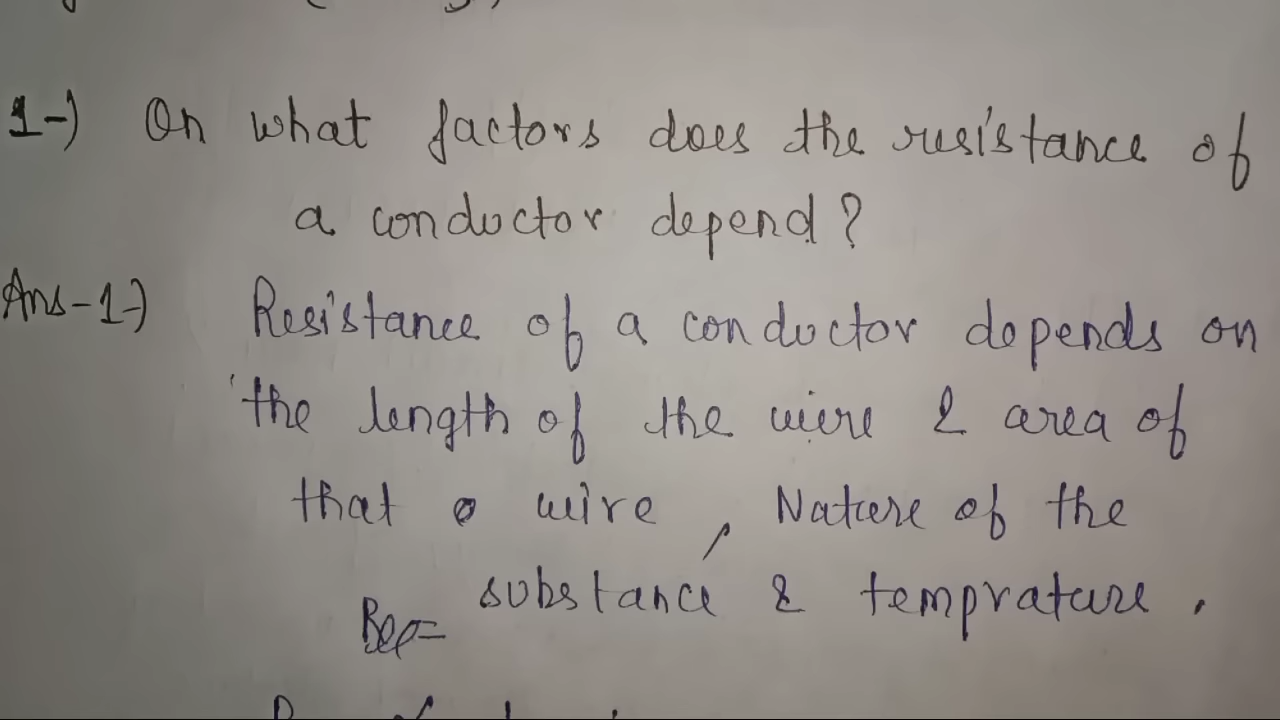 1-) On what factors does the resistance of
a conductor depend?
Ans-1-) Resistance of a conductor depends on
the length of the wire & area of
that wire, Nature of the
substance & temprature.